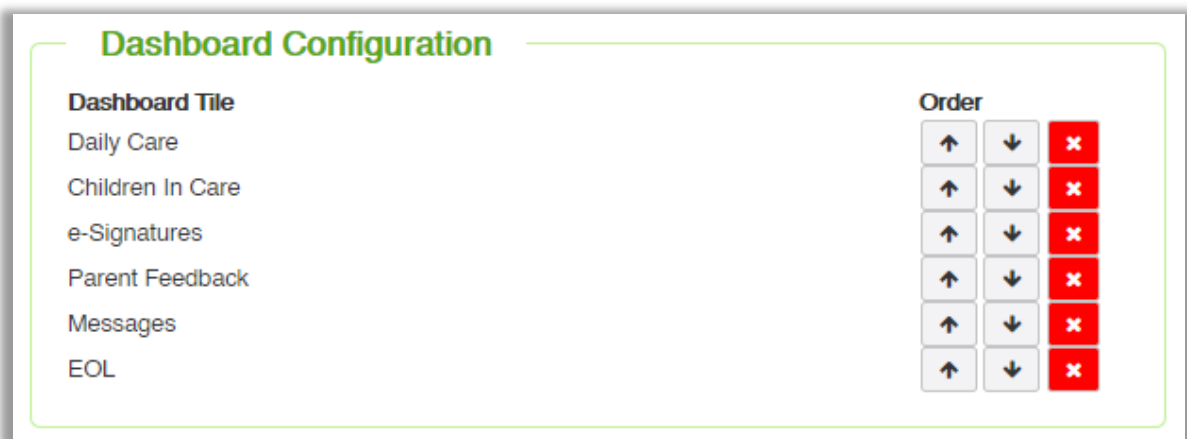 Dashboard Configuration
Dashboard Tile Order
Daily Care
Children In Care
e-Signatures
Parent Feedback
Messages
EOL